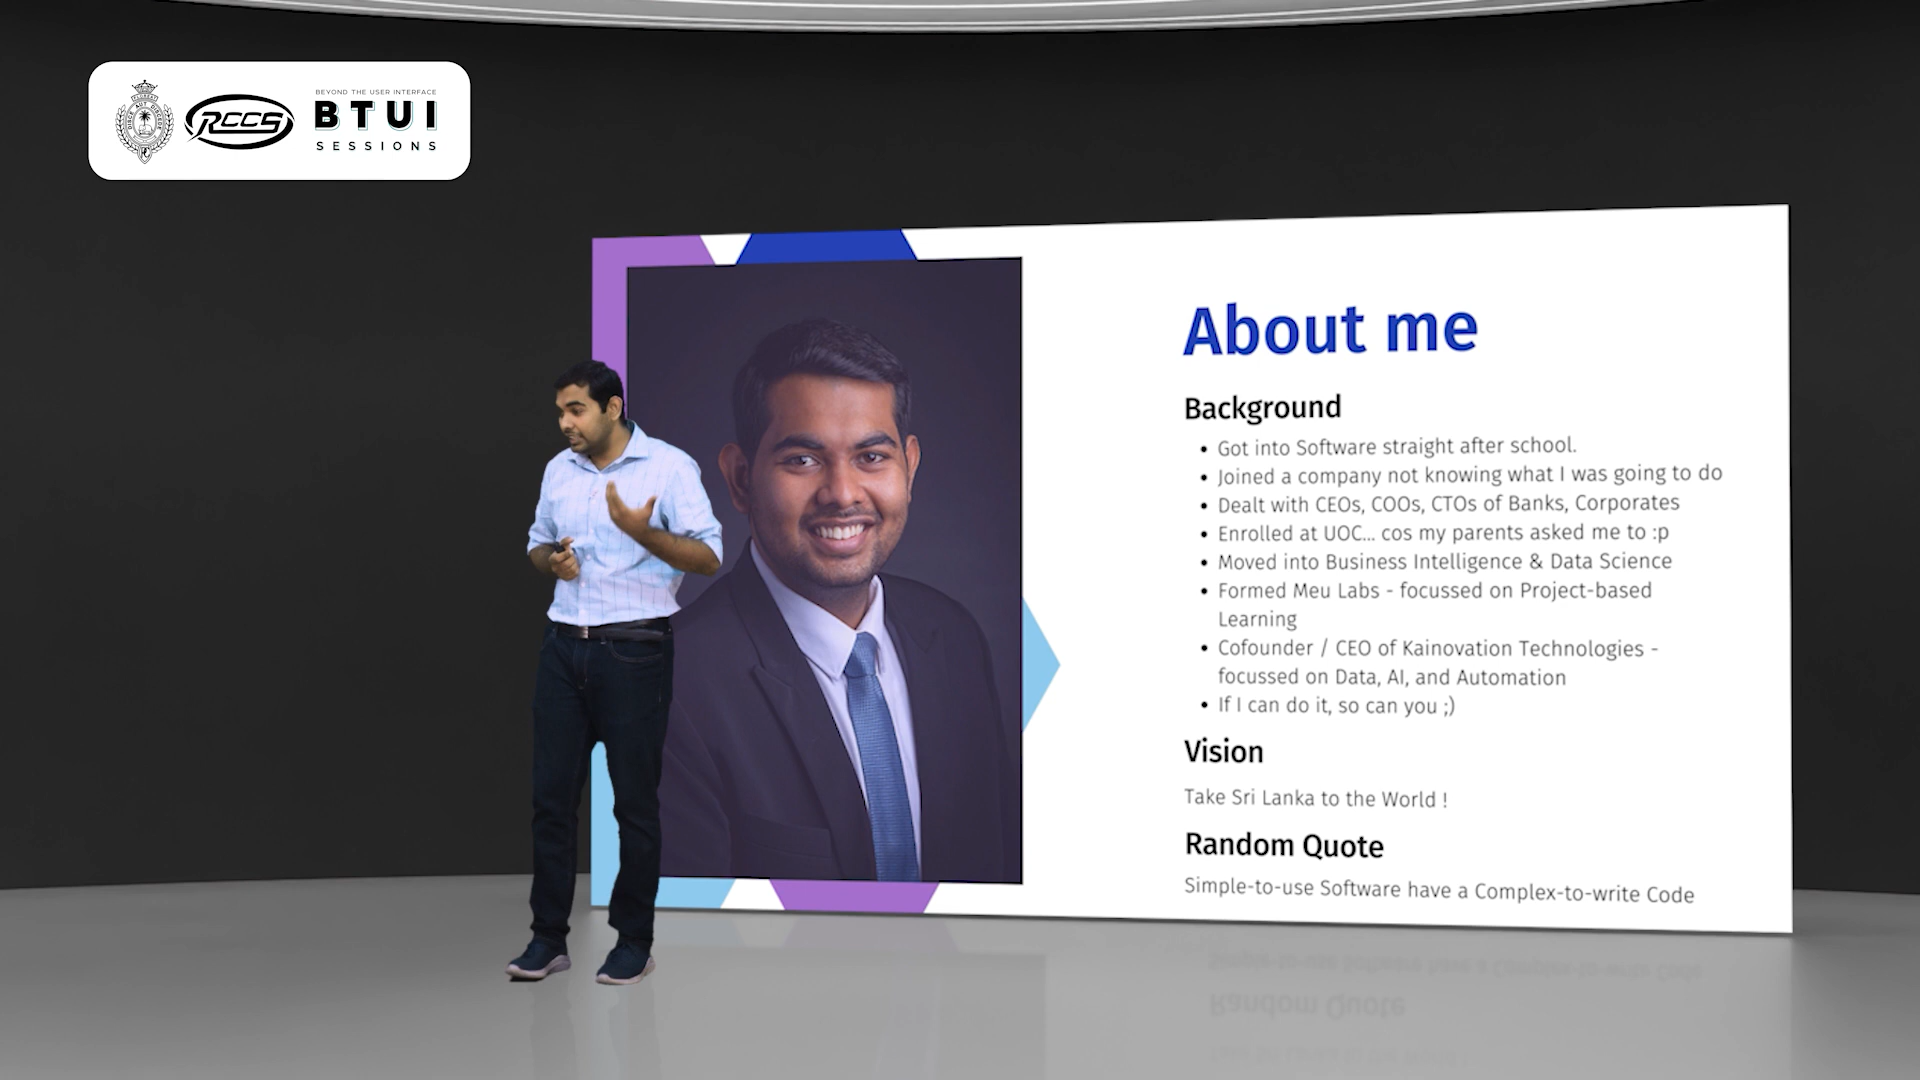 FLOREAT
DISCE AUT DISCEDE
RCCS
BEYOND THE USER INTERFACE
BTUI
SESSIONS
About me
Background
• Got into Software straight after school.
• Joined a company not knowing what I was going to do
• Dealt with CEOs, COOs, CTOs of Banks, Corporates
• Enrolled at UOC... cos my parents asked me to :p
• Moved into Business Intelligence & Data Science
• Formed Meu Labs - focussed on Project-based
Learning
• Cofounder / CEO of Kainovation Technologies -
focussed on Data, AI, and Automation
• If I can do it, so can you ;)
Vision
Take Sri Lanka to the World !
Random Quote
Simple-to-use Software have a Complex-to-write Code